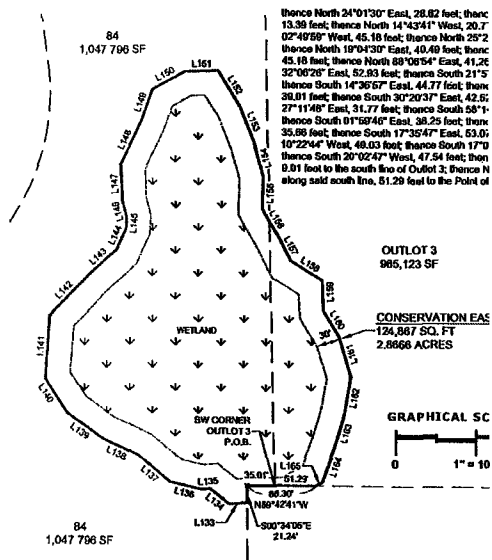 thence North 24°01'30" East, 28.62 feet; thenc
13.39 feet; thence North 14°43'41" West, 20.7
02°49'59" West, 45.18 feet; thence North 25°2
thence North 19°04'30" East, 40.49 feet; thenc
45.18 feet; thence North 88°06'54" East, 41.26
32°06'26" East, 52.93 feet; thence South 21°5
thence South 14°36'57" East, 44.77 feet; thenc
39.01 feet; thence South 30°20'37" East, 42.5
27°11'46" East, 31.77 feet; thence South 58°1
South 01°59'46" East, 38.25 feet; thence
35.66 feet; thence South 17°35'47" East, 53.0
10°22'44" West, 49.03 feet; thence South 17°0
thence South 20°02'47" West, 47.54 feet; then
9.01 feet to the south line of Outlot 3; thence N
along said south line, 51.29 feet to the Point of
84
1,047 796 SF
L151
L150
L152
L149
L153
L148
L154
L147
L155
L146
L145
L156
L144
L157
L143
L158
OUTLOT 3
965,123 SF
L142
L159
L160
CONSERVATION EAS
124,867 SQ. FT
2.8666 ACRES
WETLAND
30'
L161
L141
L162
L140
L163
SW CORNER
OUTLOT 3
P.O.B.
GRAPHICAL SC
L139
L138
L165
L164
0
1" = 10
L137
35.01'
51.29'
L136
L135
86.30'
N89°42'41"W
L134
L133
S00°34'05"E
21.24'
84
1,047 796 SF